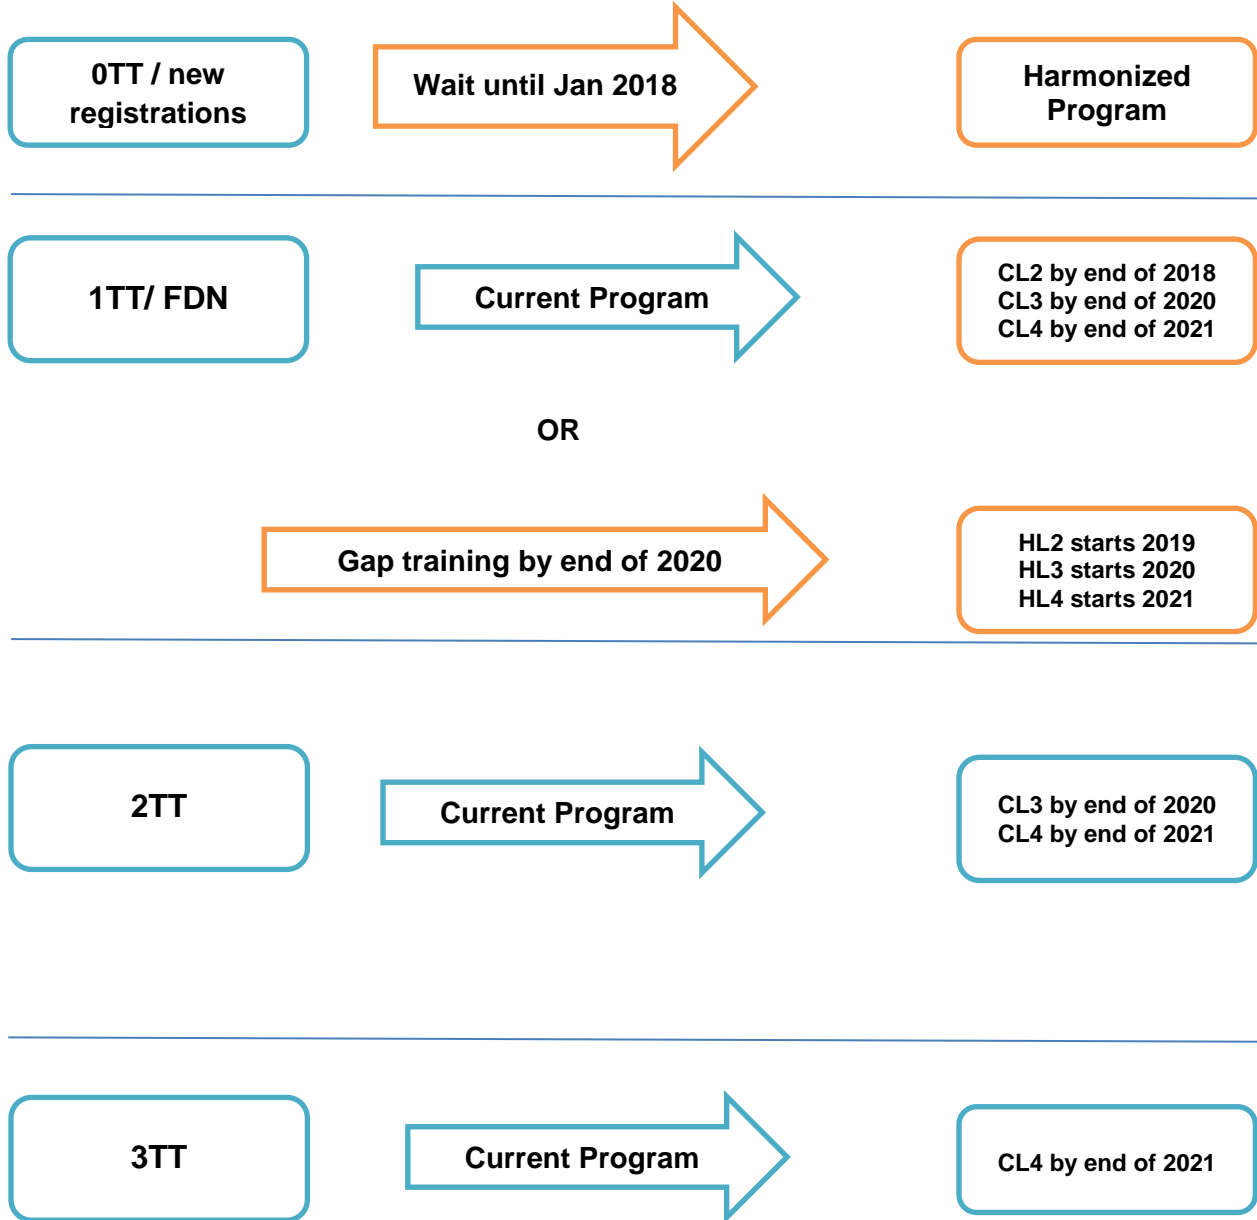 0TT / new
registrations
Wait until Jan 2018
Harmonized
Program
1TT/ FDN
Current Program
CL2 by end of 2018
CL3 by end of 2020
CL4 by end of 2021
OR
Gap training by end of 2020
HL2 starts 2019
HL3 starts 2020
HL4 starts 2021
2TT
Current Program
CL3 by end of 2020
CL4 by end of 2021
3TT
Current Program
CL4 by end of 2021